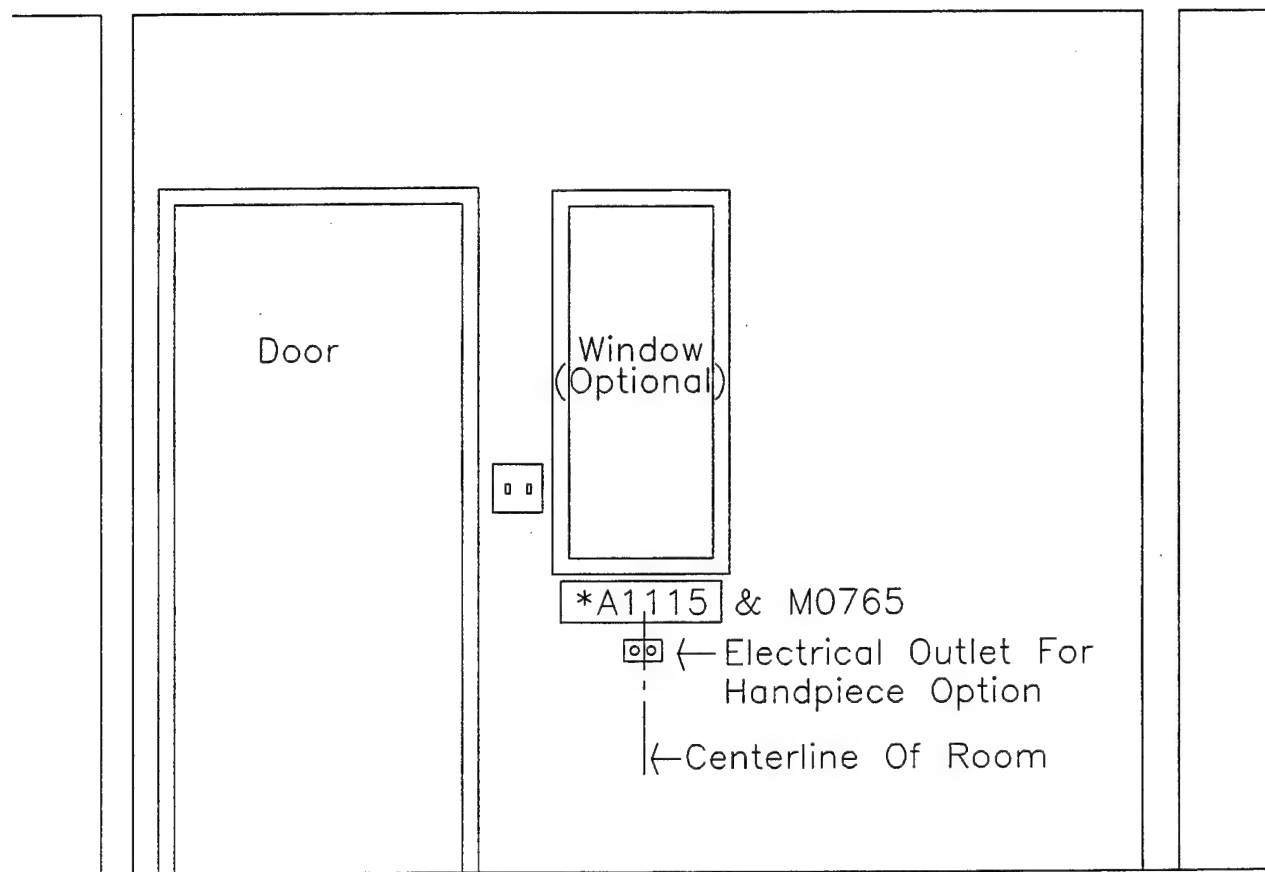 Door
Window
(Optional)
*A1115 & M0765
Electrical Outlet For
Handpiece Option
Centerline Of Room